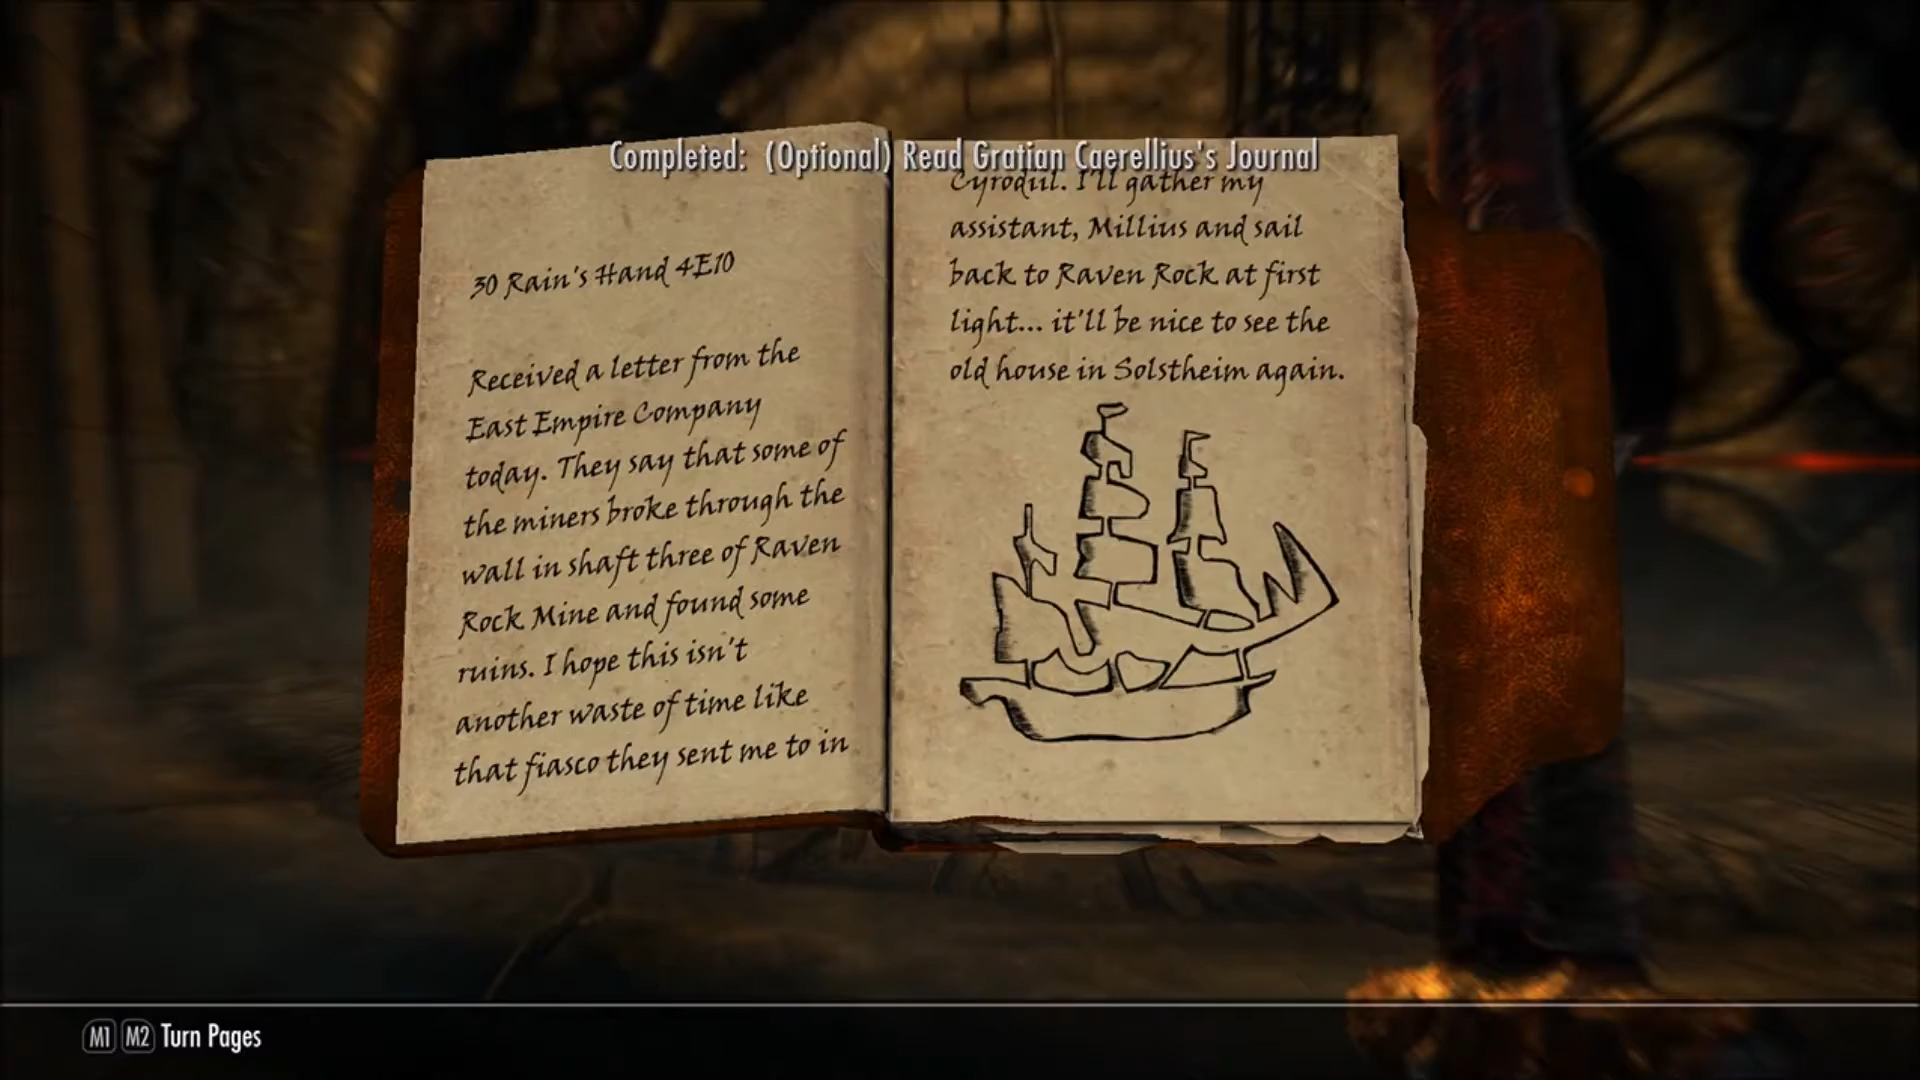 Completed: (Optional) Read Gratian Caerellius's Journal
30 Rain's Hand 4E10
Received a letter from the
East Empire Company
today. They say that some of
the miners broke through the
wall in shaft three of Raven
Rock Mine and found some
ruins. I hope this isn't
another waste of time like
that fiasco they sent me to in
Cyrodiil. I'll gather my
assistant, Millius and sail
back to Raven Rock at first
light... it'll be nice to see the
old house in Solstheim again.
M1 M2 Turn Pages